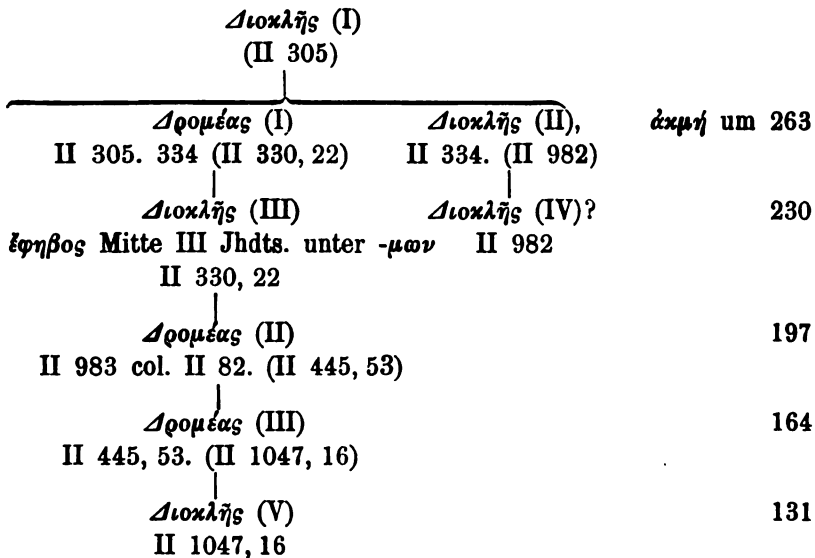 Διοκλῆς (I)
(II 305)
Δρομέας (I) Διοκλῆς (II), ἀκμή um 263
II 305. 334 (II 330, 22) II 334. (II 982)
Διοκλῆς (III) Διοκλῆς (IV)? 230
ἔφηβος Mitte III Jhdts. unter -μων II 982
II 330, 22
Δρομέας (II) 197
II 983 col. II 82. (II 445, 53)
Δρομέας (III) 164
II 445, 53. (II 1047, 16)
Διοκλῆς (V) 131
II 1047, 16